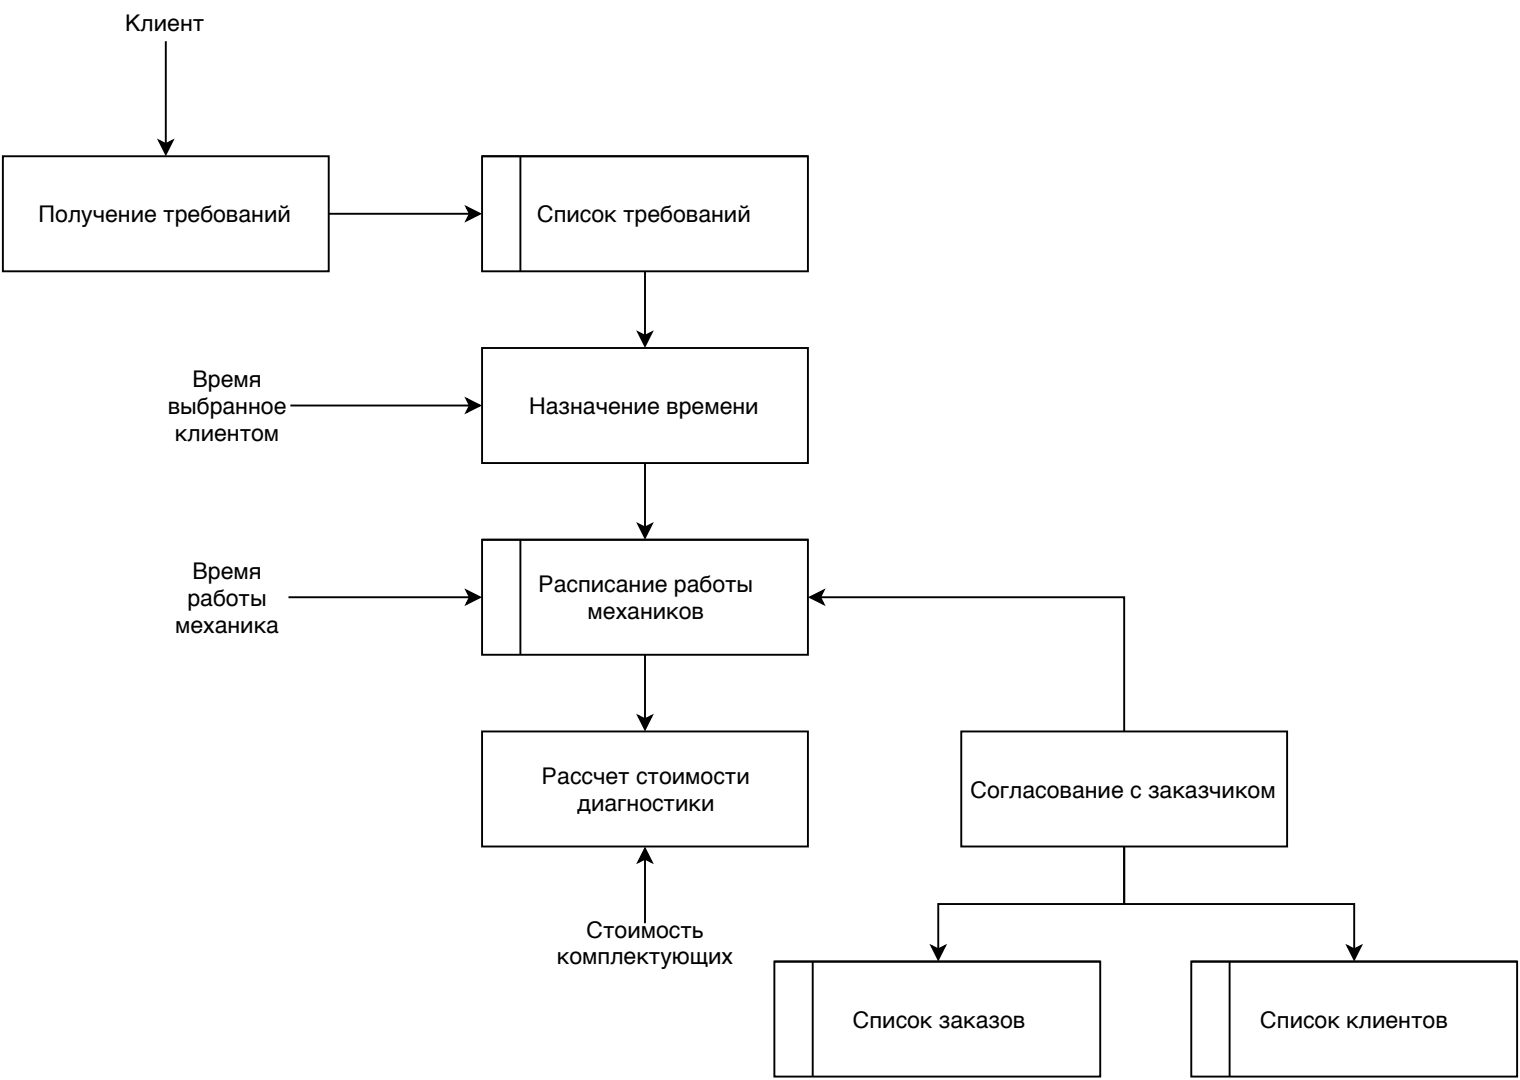 Клиент
Получение требований
Список требований
Время
выбранное
клиентом
Назначение времени
Время
работы
механика
Расписание работы
механиков
Рассчет стоимости
диагностики
Согласование с заказчиком
Стоимость
комплектующих
Список заказов
Список клиентов